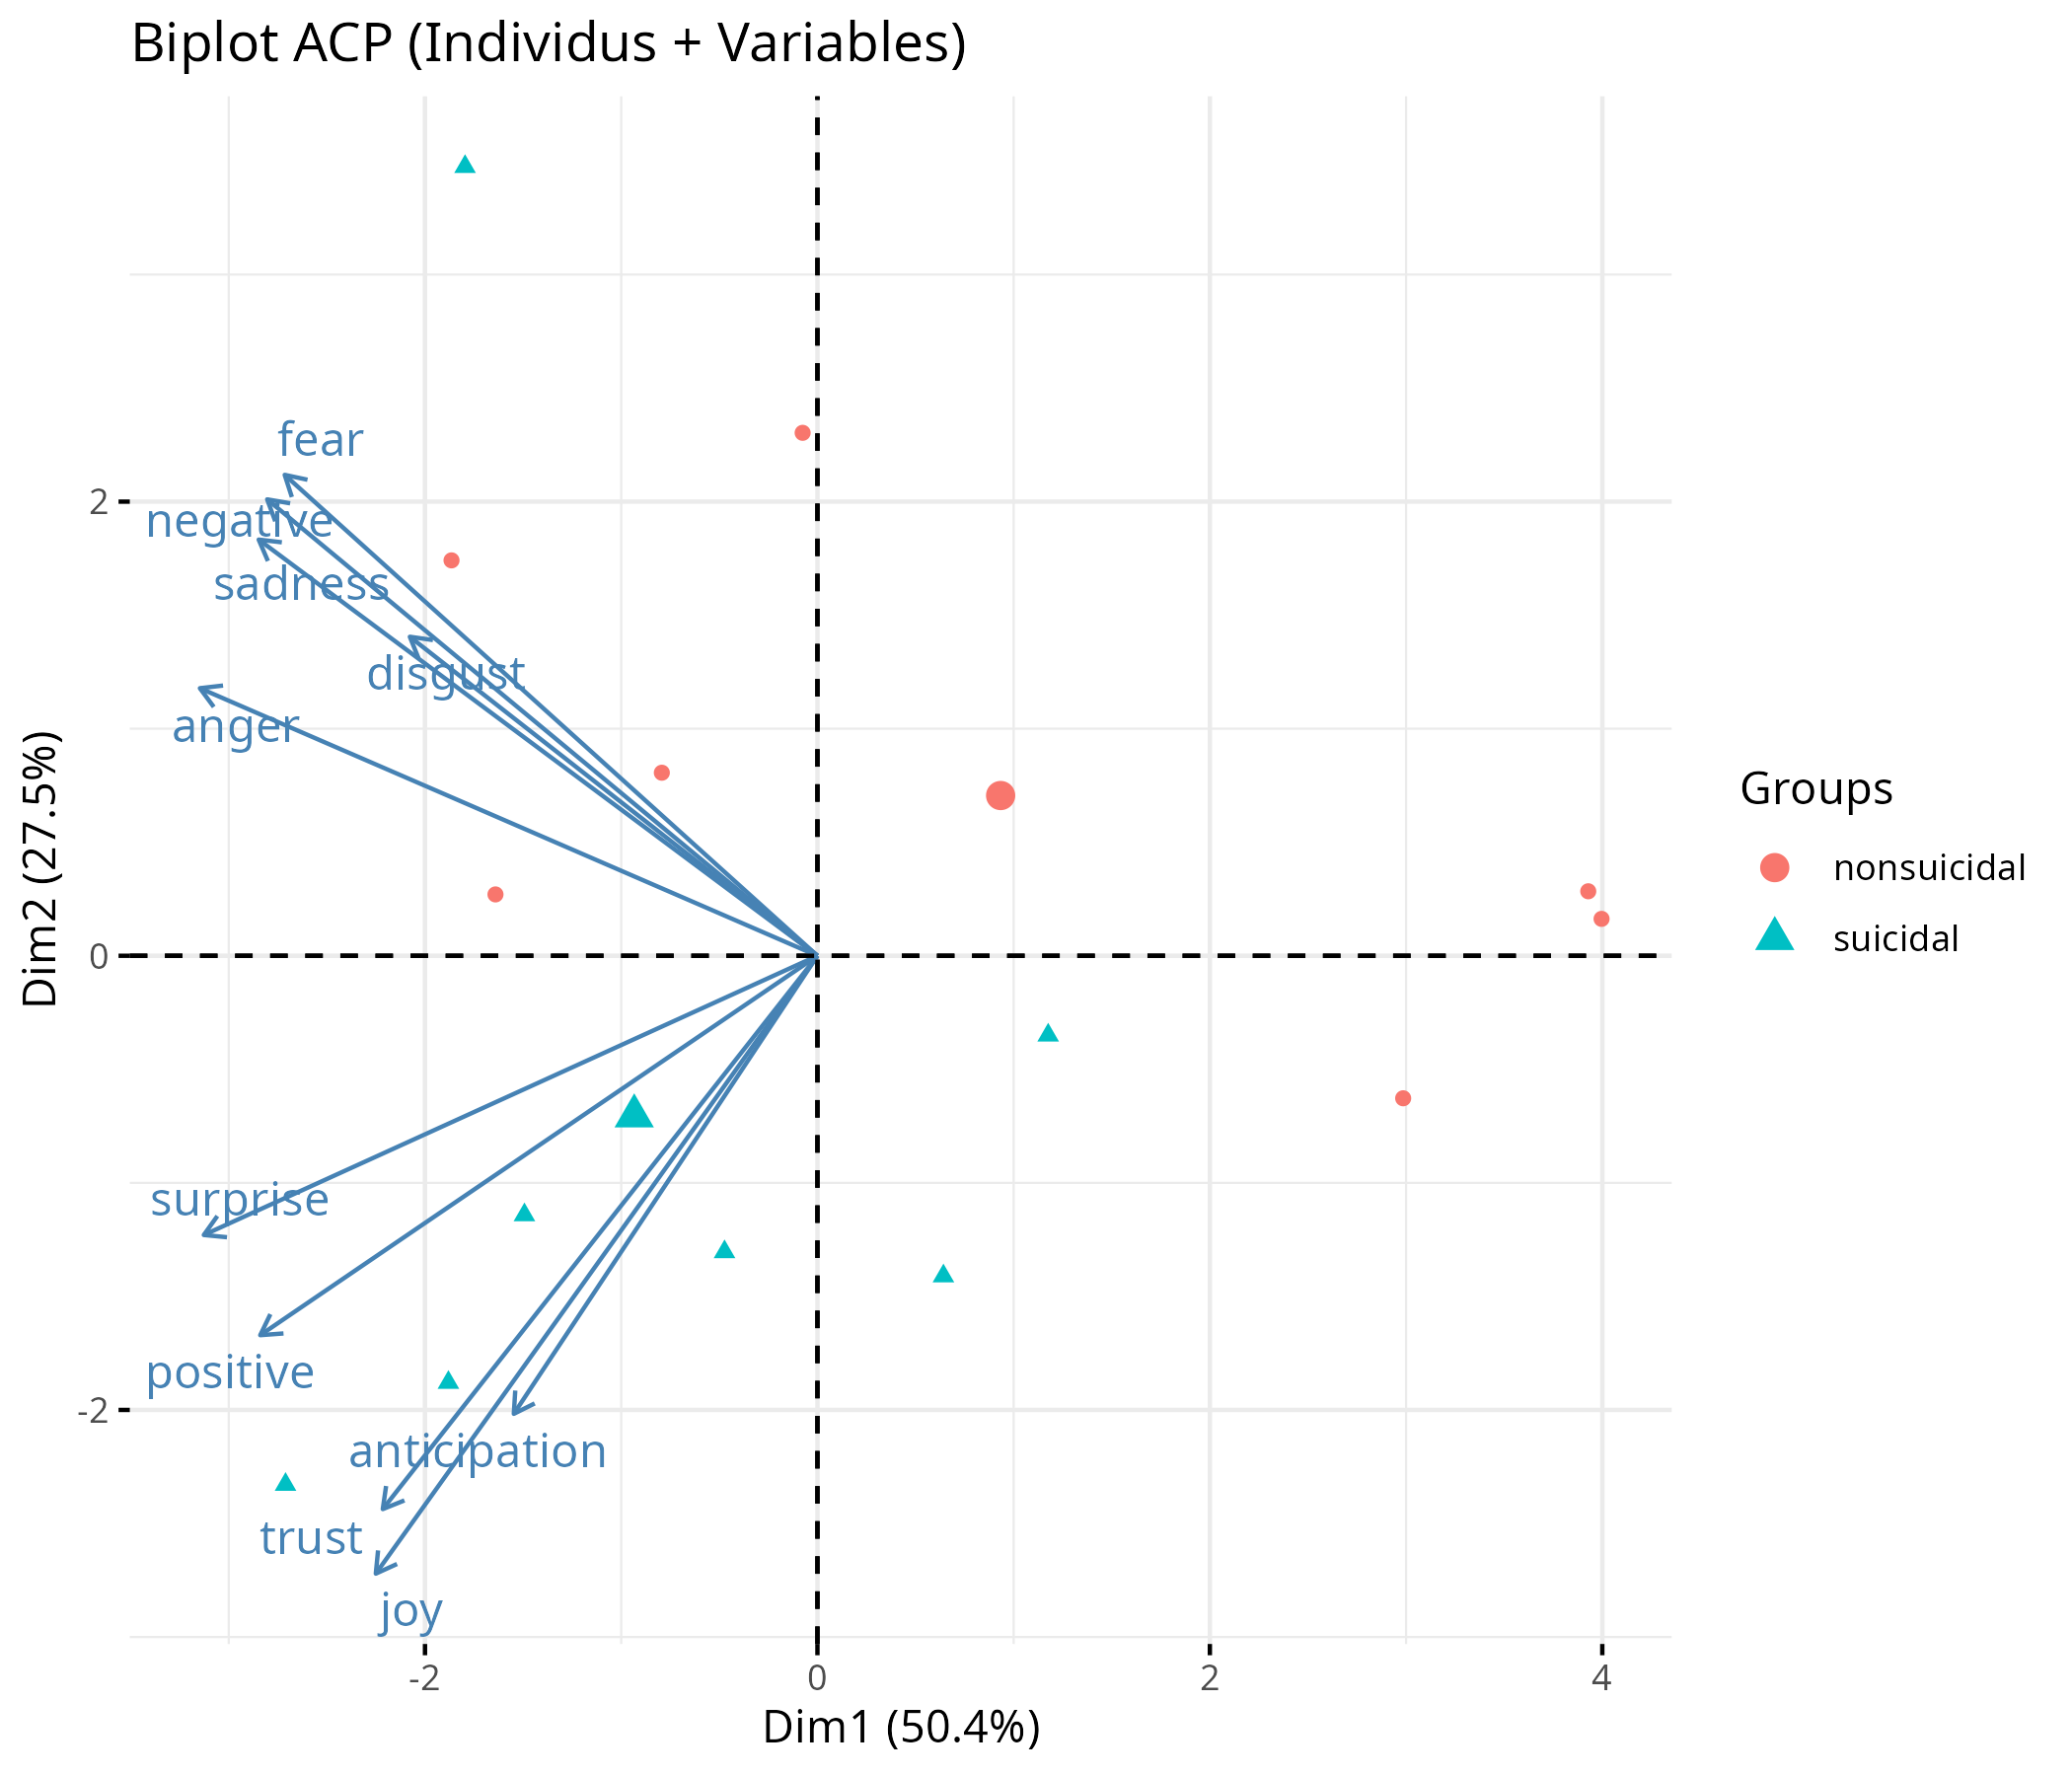 Biplot ACP (Individus + Variables)
fear
negative
sadness
disgust
anger
surprise
positive
anticipation
trust
joy
2
0
-2
Dim2 (27.5%)
-2
0
2
4
Dim1 (50.4%)
Groups
nonsuicidal
suicidal